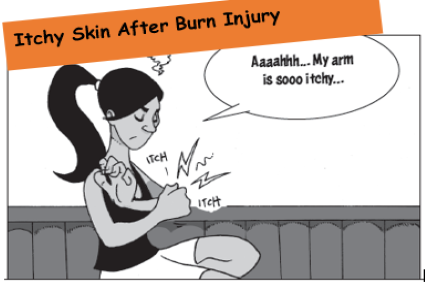 Itchy Skin After Burn Injury
Aaaahhh... My arm
is sooo itchy...
ITCH
!
ITCH